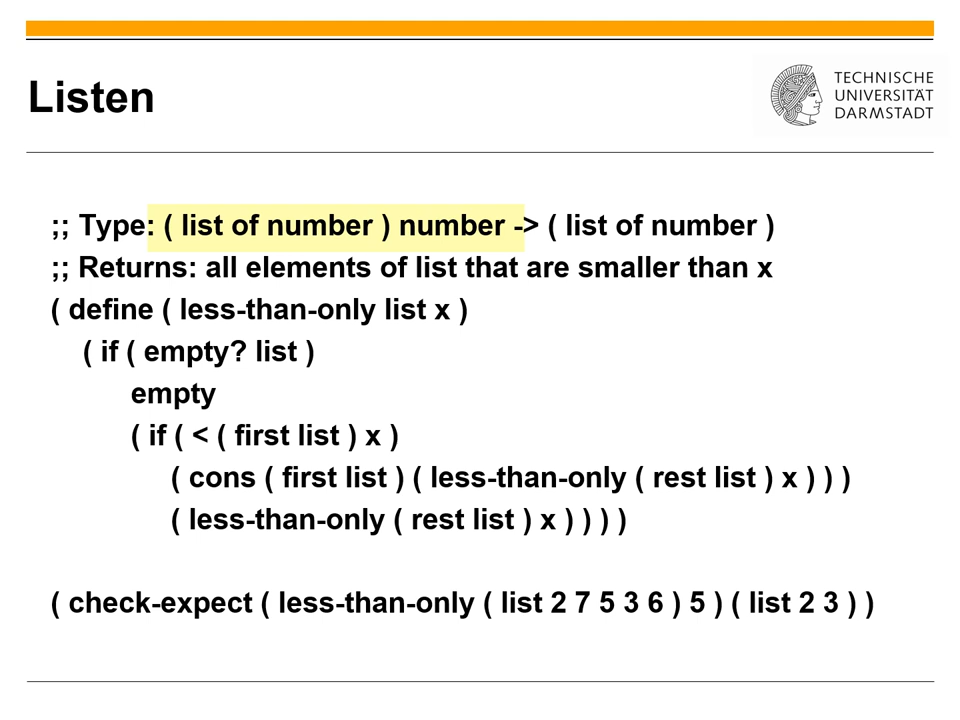 Listen
TECHNISCHE
UNIVERSITÄT
DARMSTADT
;; Type: ( list of number ) number -> ( list of number )
;; Returns: all elements of list that are smaller than x
( define ( less-than-only list x )
( if ( empty? list )
empty
( if ( < ( first list ) x )
( cons ( first list ) ( less-than-only ( rest list ) x ) ) )
( less-than-only ( rest list ) x ) ) ) )
( check-expect ( less-than-only ( list 2 7 5 3 6 ) 5 ) ( list 2 3 ) )